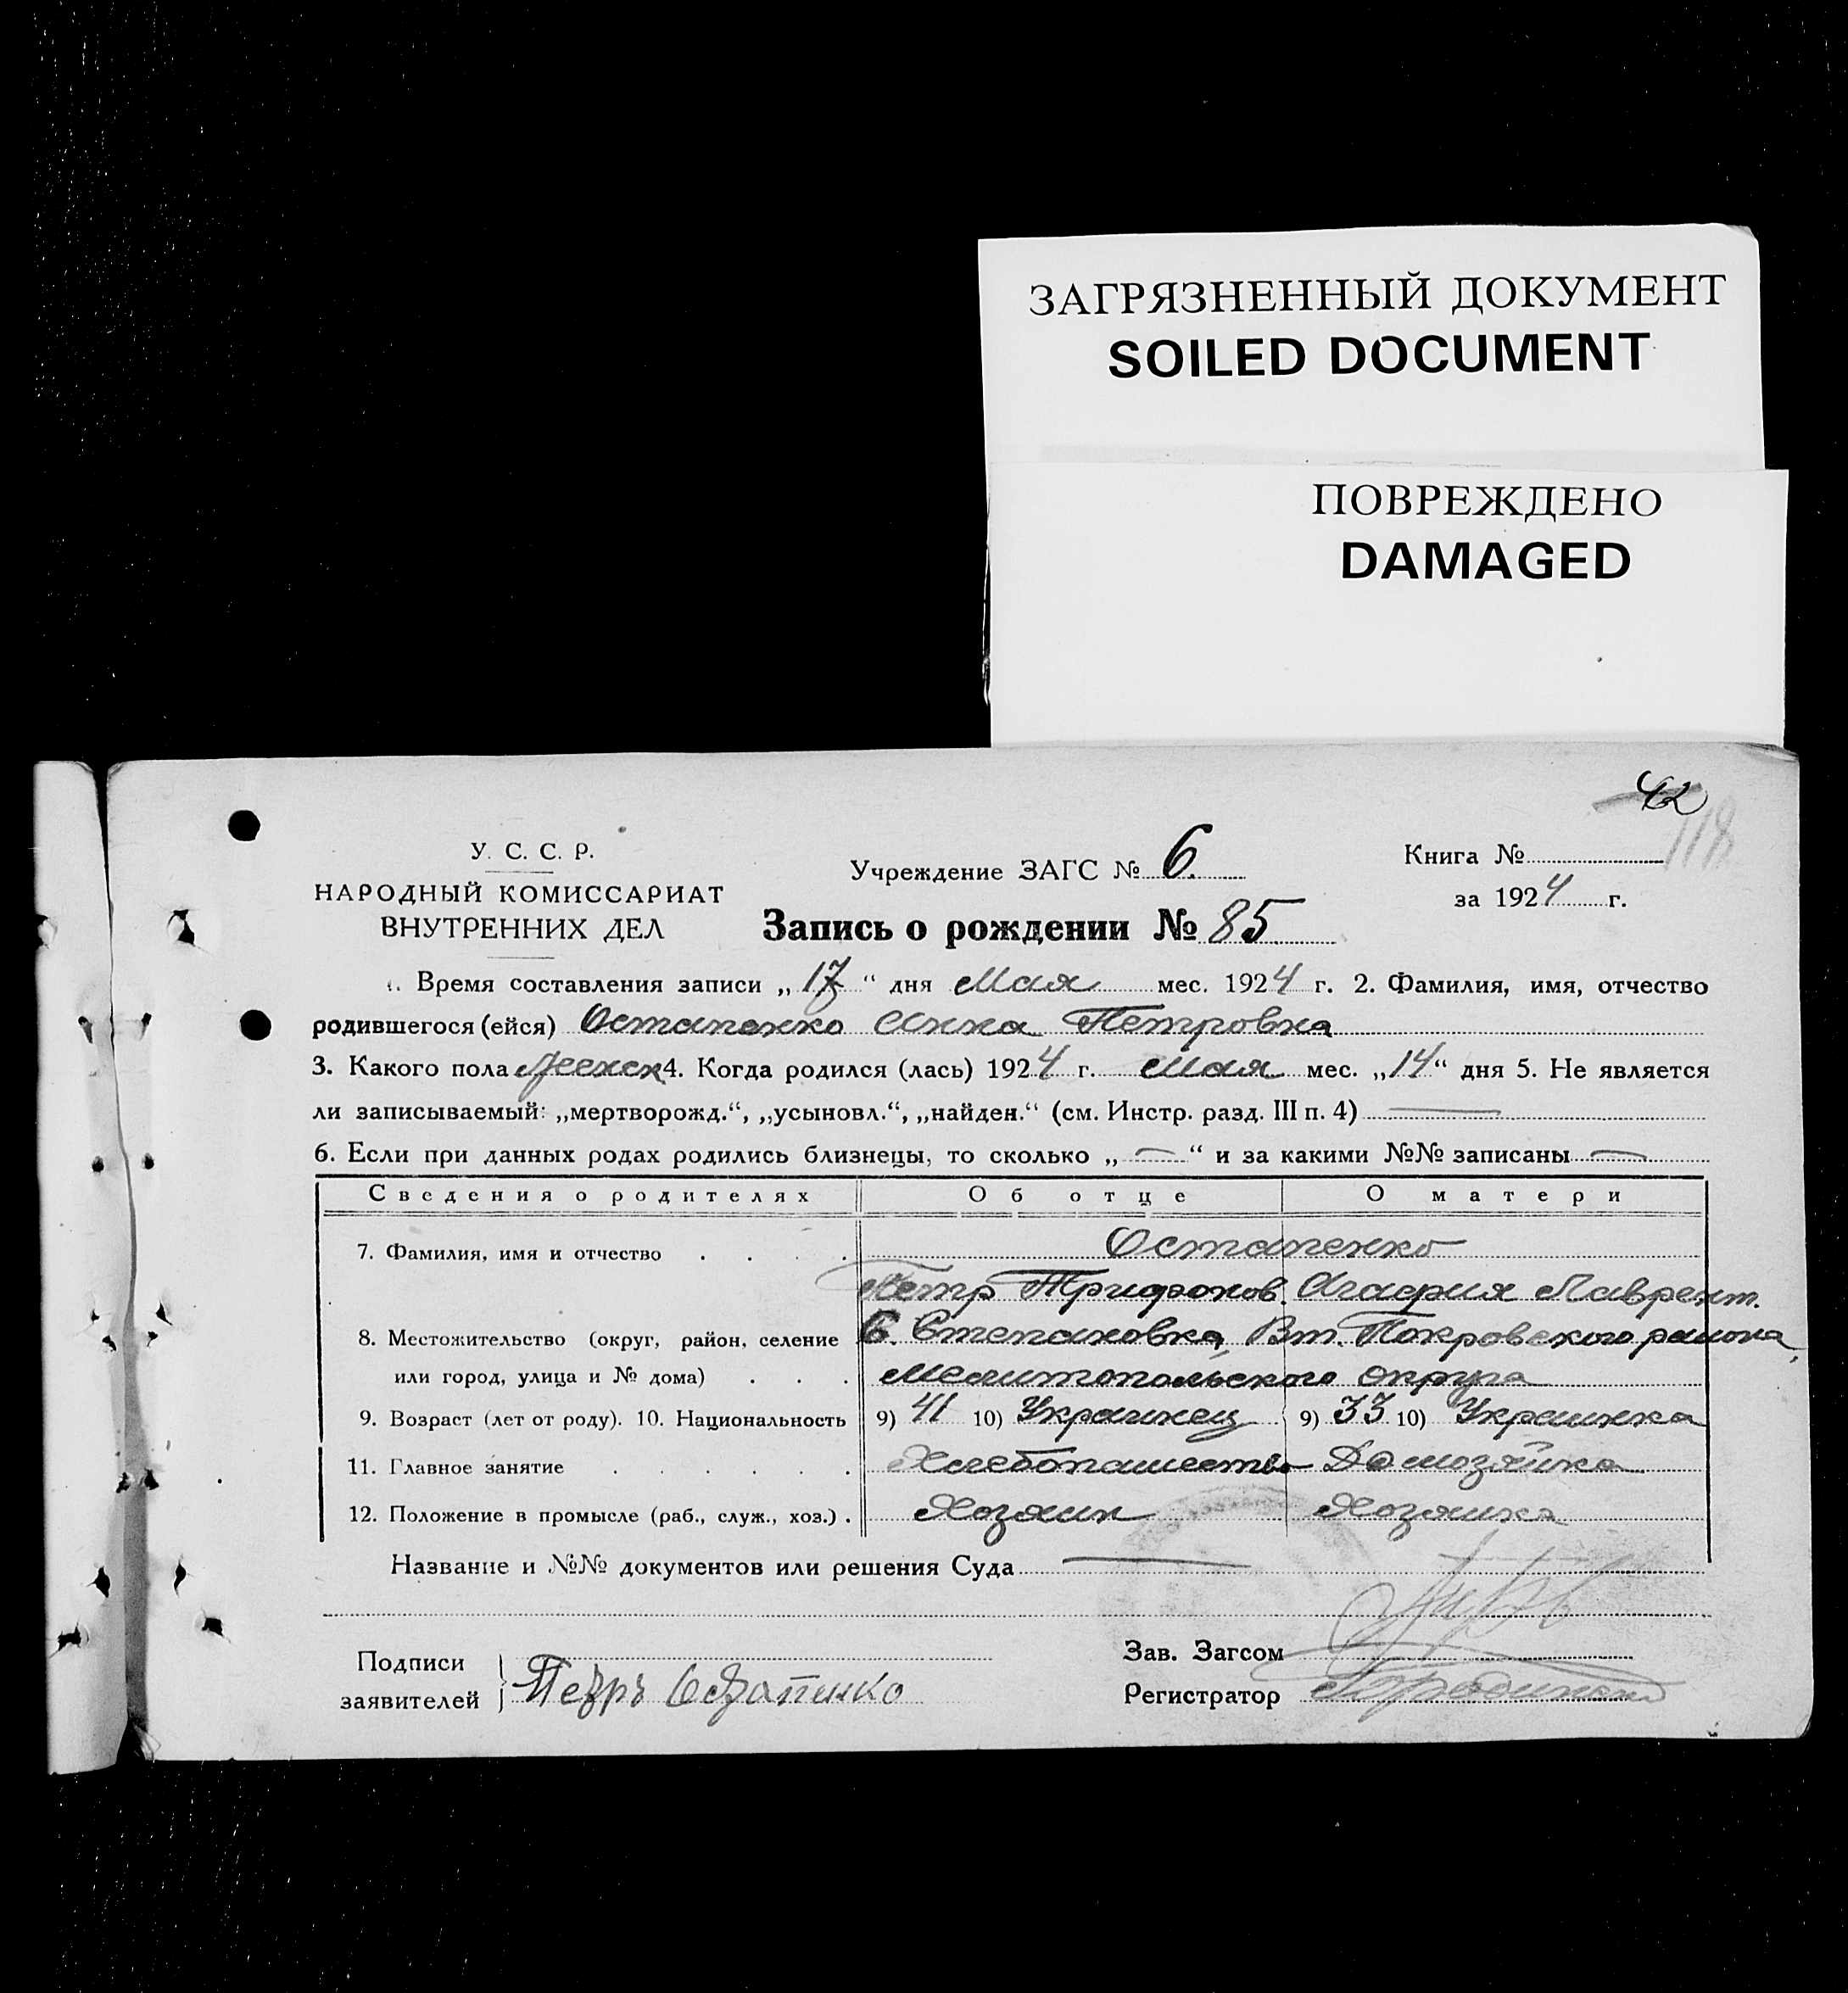 ЗАГРЯЗНЕННЫЙ ДОКУМЕНТ
SOILED DOCUMENT
ПОВРЕЖДЕНО
DAMAGED
42
118
У. С. С. Р.
НАРОДНЫЙ КОМИССАРИАТ
ВНУТРЕННИХ ДЕЛ
Учреждение ЗАГС № 6.
Запись о рождении № 85
Книга №
за 1924 г.
1. Время составления записи „17“ дня Мая мес. 1924 г. 2. Фамилия, имя, отчество
родившегося (ейся) Остапенко Анна Петровна
3. Какого пола женск 4. Когда родился (лась) 1924 г. Мая мес. „14“ дня 5. Не является
ли записываемый: „мертворожд.“, „усыновл.“, „найден.“ (см. Инстр. разд. III п. 4) —
6. Если при данных родах родились близнецы, то сколько „—“ и за какими №№ записаны —
Сведения о родителях Об отце О матери
7. Фамилия, имя и отчество . . . . Остапенко
Петр Трифонов. Агафия Лаврент.
8. Местожительство (округ, район, селение С. Степановка, Вт. Покровского района,
или город, улица и № дома) . . . Мелитопольского округа
9. Возраст (лет от роду). 10. Национальность 9) 41 10) Украинец 9) 33 10) Украинка
11. Главное занятие . . . . . . Хлебопашество Домозяйка
12. Положение в промысле (раб., служ., хоз.) . Хозяин Хозяйка
Название и №№ документов или решения Суда —
Подписи
заявителей
Петръ Остапенко
Зав. Загсом
Регистратор